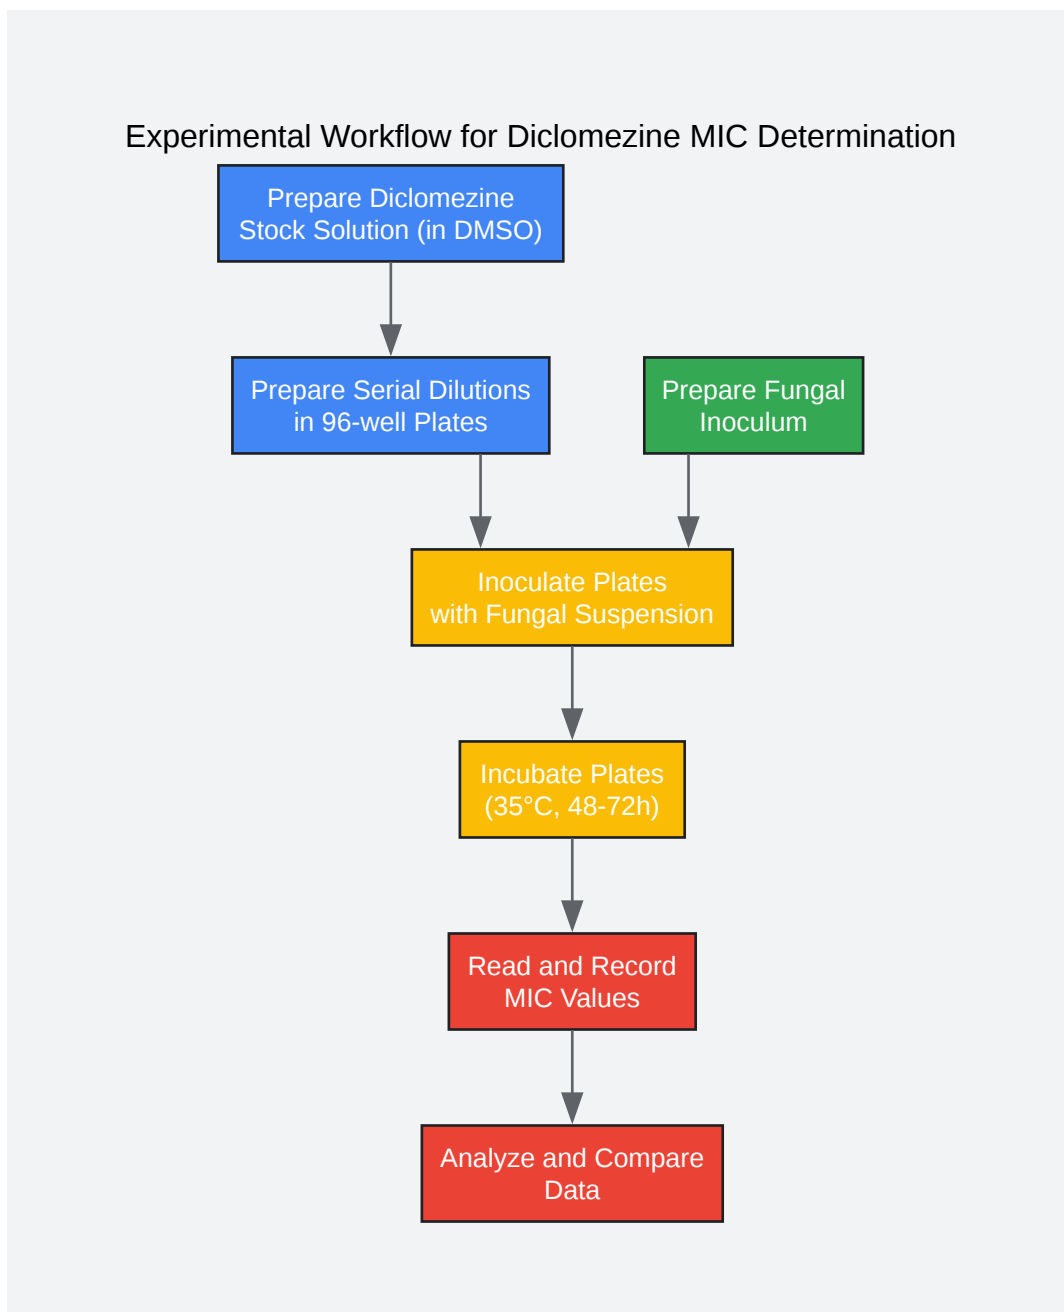 Experimental Workflow for Diclomezine MIC Determination
Prepare Diclomezine
Stock Solution (in DMSO)
Prepare Serial Dilutions
in 96-well Plates
Prepare Fungal
Inoculum
Inoculate Plates
with Fungal Suspension
Incubate Plates
(35°C, 48-72h)
Read and Record
MIC Values
Analyze and Compare
Data